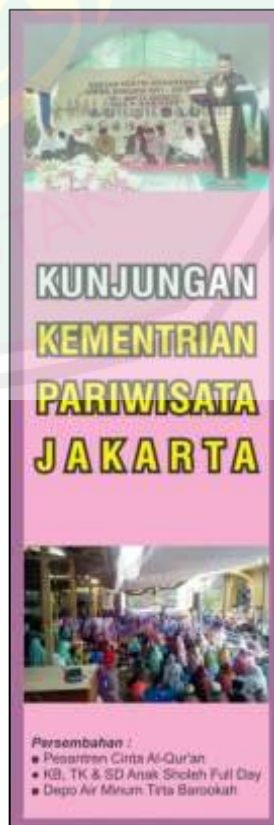 KUNJUNGAN
KEMENTRIAN
PARIWISATA
JAKARTA
Persembahan :
• Pesantren Cinta Al-Qur'an
• KB, TK & SD Anak Sholeh Full Day
• Depo Air Minum Tirta Barookah